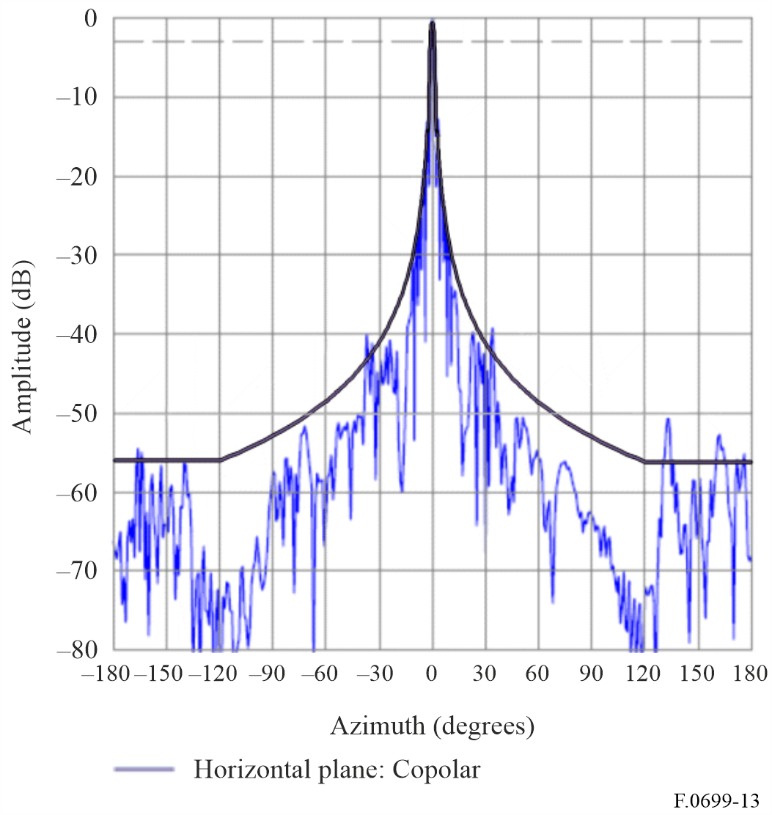 0
–10
–20
–30
–40
–50
–60
–70
–80
Amplitude (dB)
–180 –150 –120 –90 –60 –30 0 30 60 90 120 150 180
Azimuth (degrees)
Horizontal plane: Copolar
F.0699-13